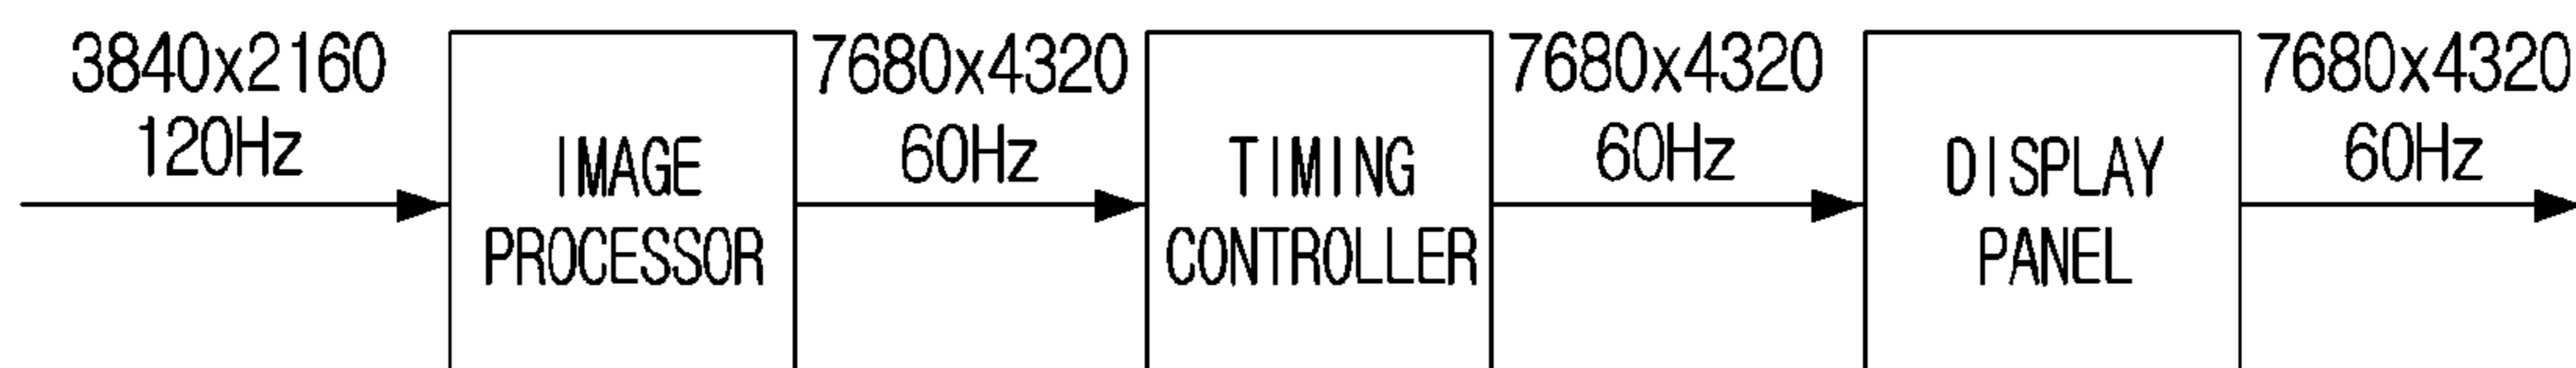 3840x2160
120Hz
IMAGE
PROCESSOR
7680x4320
60Hz
TIMING
CONTROLLER
7680x4320
60Hz
DISPLAY
PANEL
7680x4320
60Hz